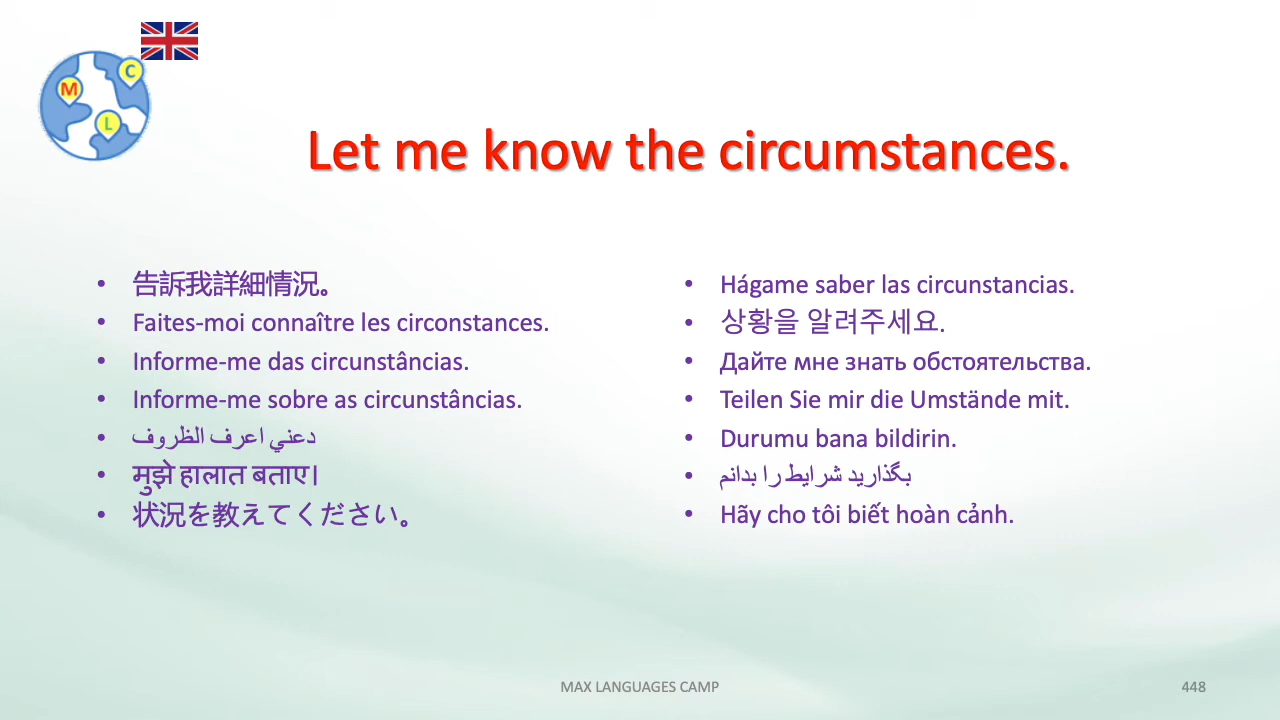 M
C
L
Let me know the circumstances.
• 告訴我詳細情況。
• Faites-moi connaître les circonstances.
• Informe-me das circunstâncias.
• Informe-me sobre as circunstâncias.
• دعني اعرف الظروف
• मुझे हालात बताए।
• 状況を教えてください。
• Hágame saber las circunstancias.
• 상황을 알려주세요.
• Дайте мне знать обстоятельства.
• Teilen Sie mir die Umstände mit.
• Durumu bana bildirin.
• بگذارید شرایط را بدانم
• Hãy cho tôi biết hoàn cảnh.
MAX LANGUAGES CAMP
448